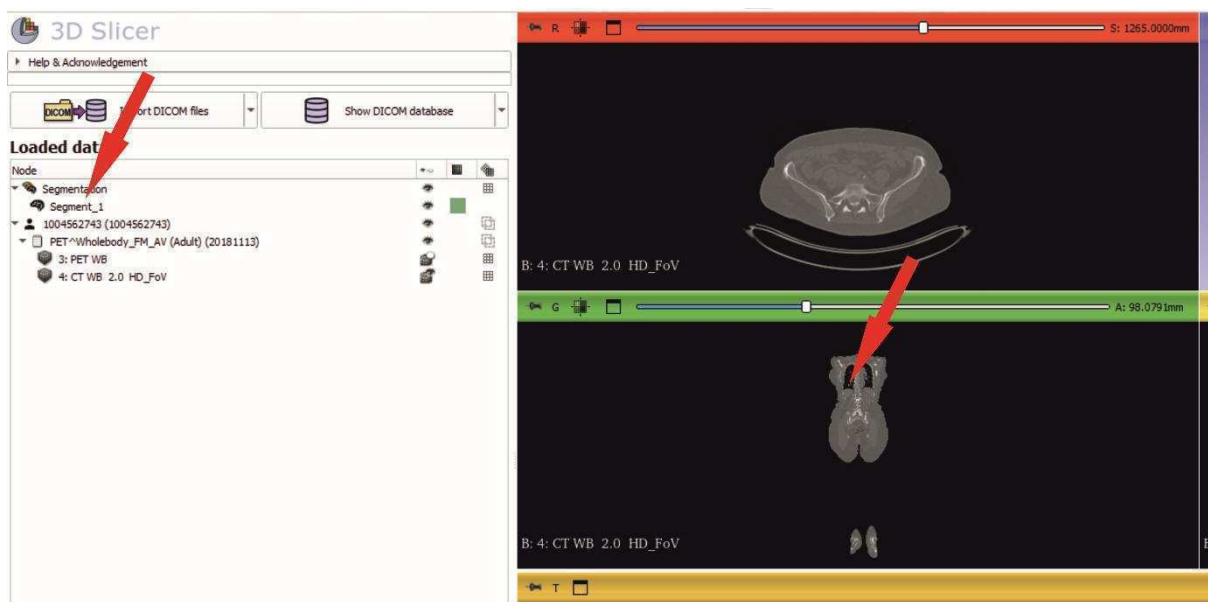 3D Slicer
Help & Acknowledgement
DICOM
DICOM files
Show DICOM database
Loaded
Node
Segmentation
Segment_1
1004562743 (1004562743)
PET^Wholebody_FM_AV (Adult) (20181113)
3: PET WB
4: CT WB 2.0 HD_FoV
R
S: 1265.0000mm
B: 4: CT WB 2.0 HD_FoV
G
A: 98.0791mm
B: 4: CT WB 2.0 HD_FoV
T